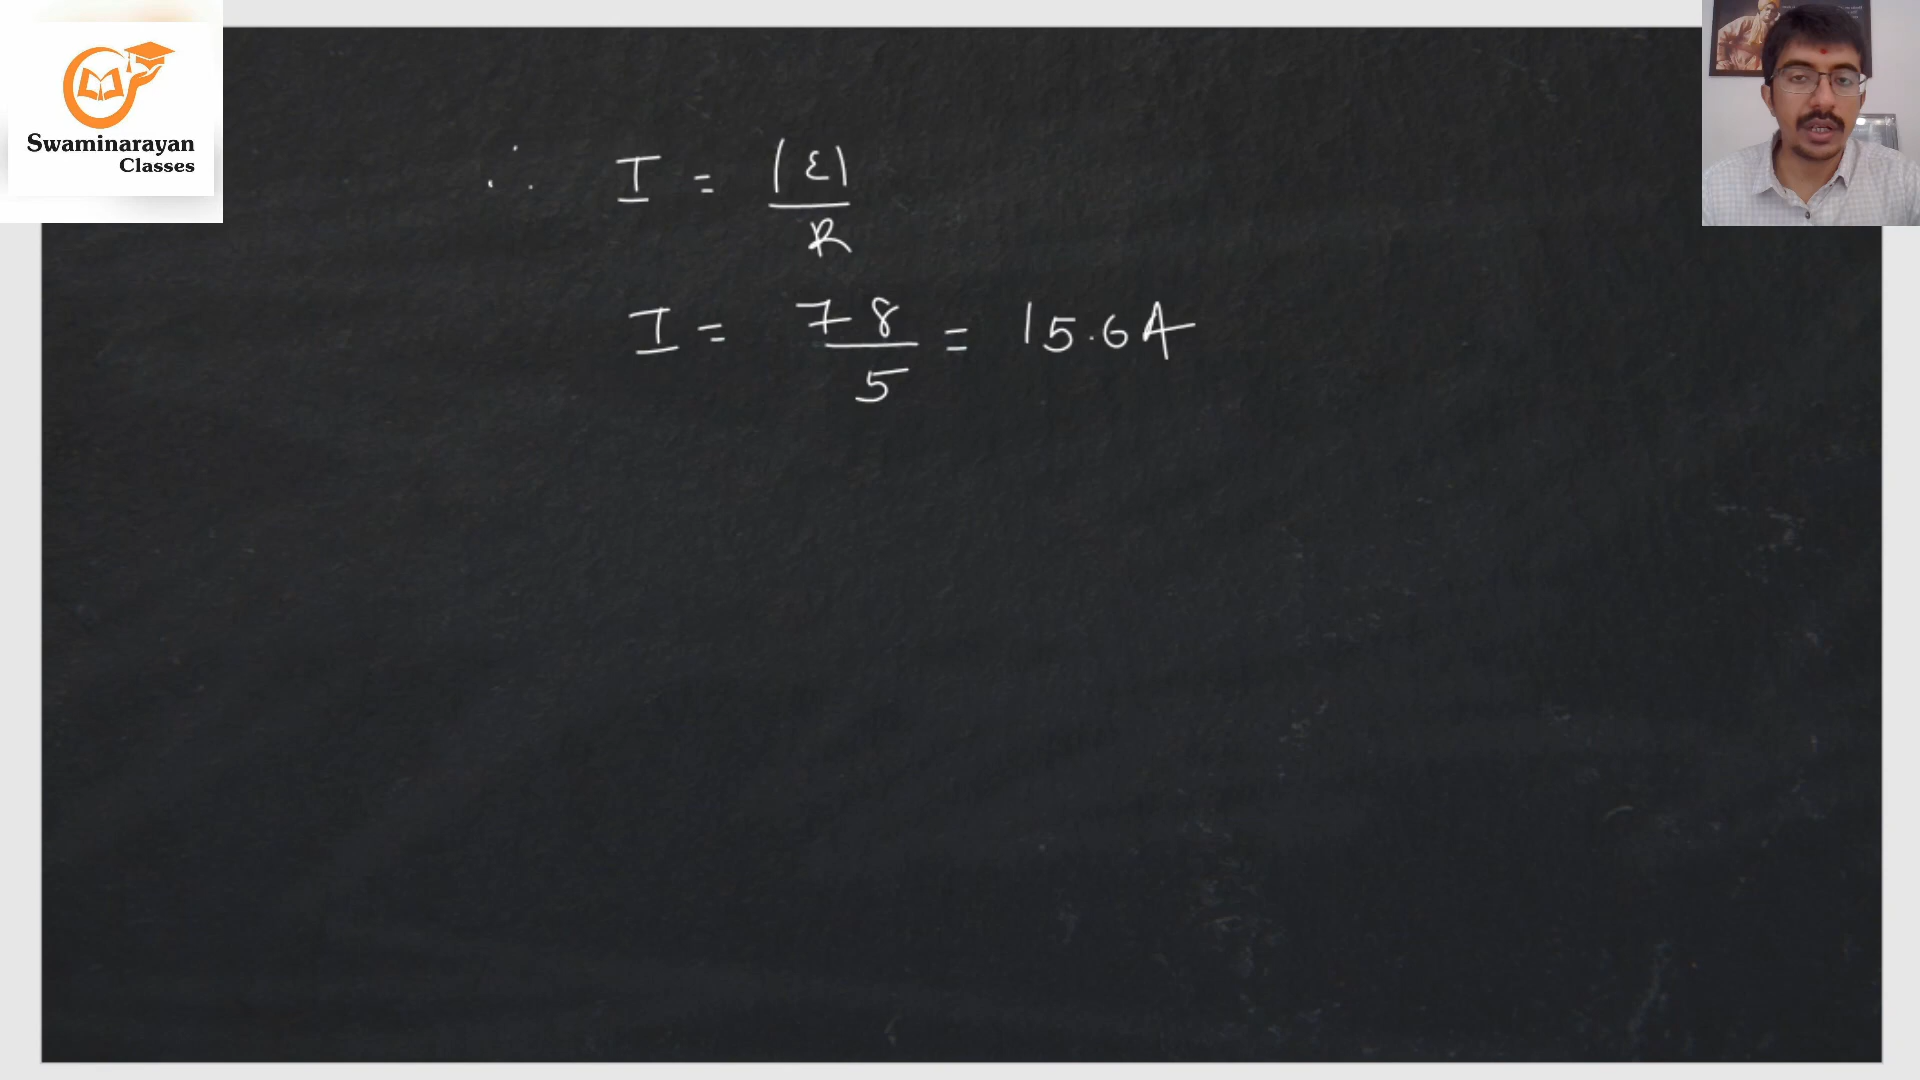 Swaminarayan
Classes
∴ I = |ε| / R
I = 78 / 5 = 15.6A